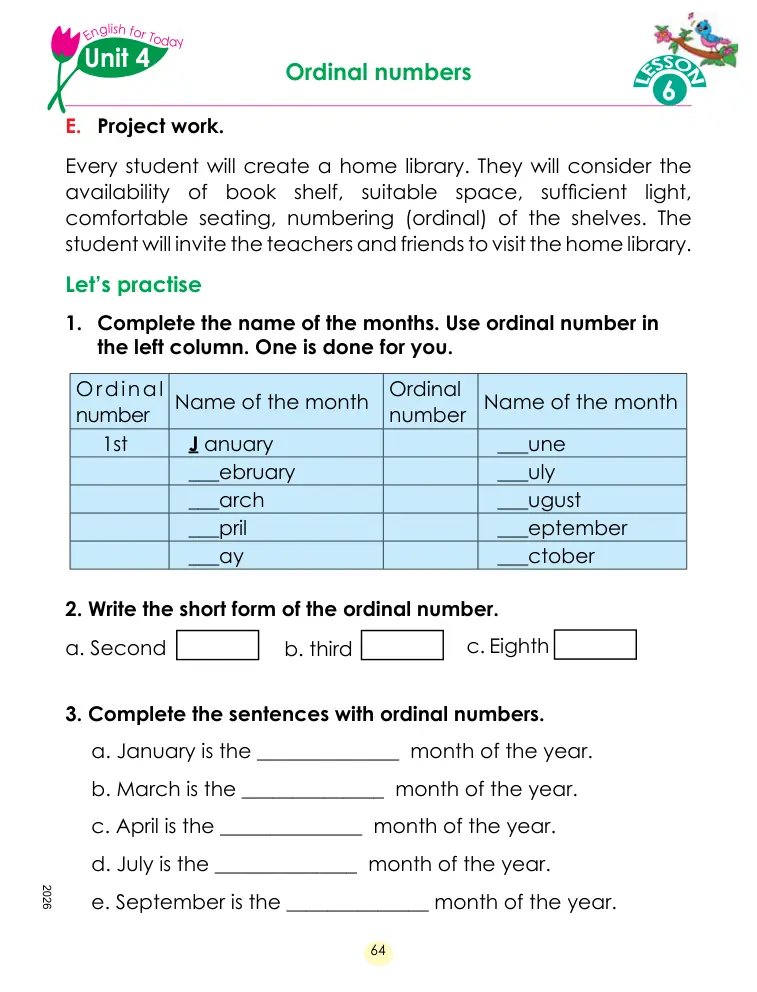 English for Today
Unit 4
Ordinal numbers
LESSON
6
E. Project work.
Every student will create a home library. They will consider the
availability of book shelf, suitable space, sufficient light,
comfortable seating, numbering (ordinal) of the shelves. The
student will invite the teachers and friends to visit the home library.
Let's practise
1. Complete the name of the months. Use ordinal number in
the left column. One is done for you.
Ordinal number Name of the month Ordinal number Name of the month
1st J anuary ___une
___ebruary ___uly
___arch ___ugust
___pril ___eptember
___ay ___ctober
2. Write the short form of the ordinal number.
a. Second b. third c. Eighth
3. Complete the sentences with ordinal numbers.
a. January is the ______________ month of the year.
b. March is the ______________ month of the year.
c. April is the ______________ month of the year.
d. July is the ______________ month of the year.
e. September is the ______________ month of the year.
2026
64